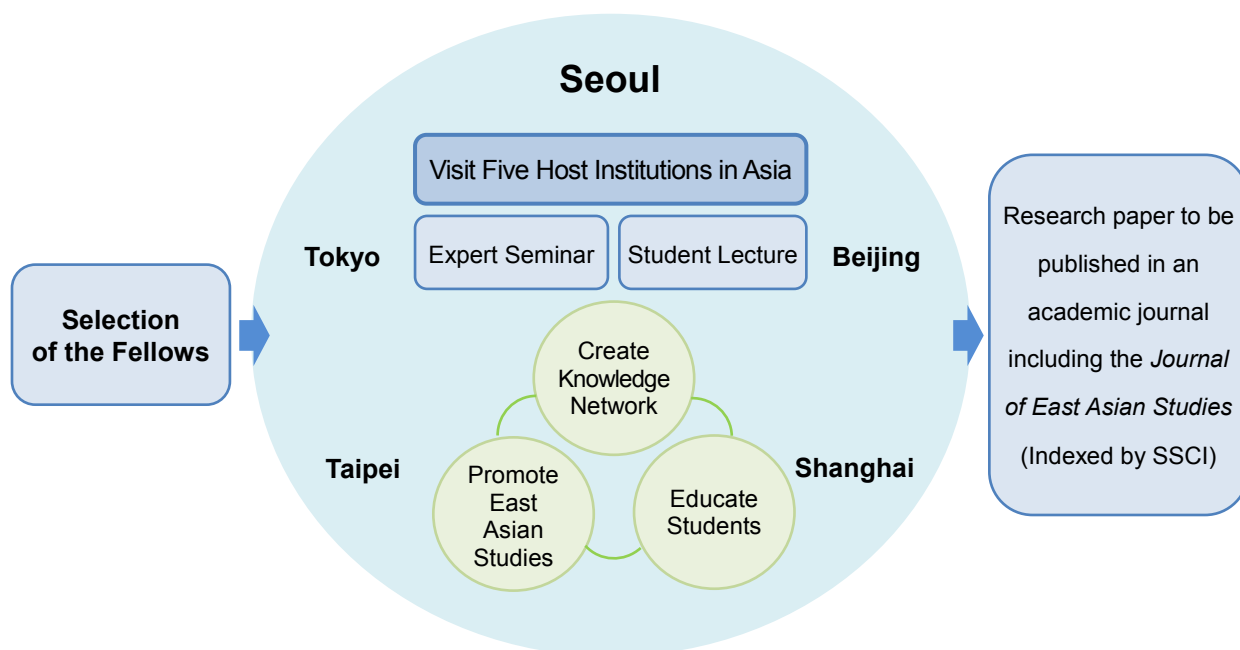 Seoul
Visit Five Host Institutions in Asia
Expert Seminar
Student Lecture
Tokyo
Beijing
Selection
of the Fellows
Create
Knowledge
Network
Taipei
Shanghai
Promote
East
Asian
Studies
Educate
Students
Research paper to be
published in an
academic journal
including the Journal
of East Asian Studies
(Indexed by SSCI)